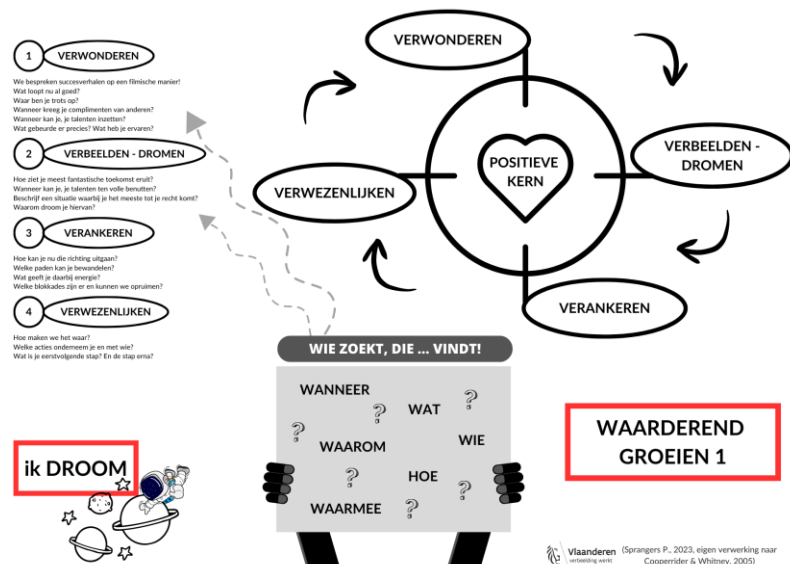 1 VERWONDEREN
We bespreken succesverhalen op een filmische manier!
Wat loopt nu al goed?
Waar ben je trots op?
Wanneer kreeg je complimenten van anderen?
Wanneer kan je, je talenten inzetten?
Wat gebeurde er precies? Wat heb je ervaren?
2 VERBEELDEN - DROMEN
Hoe ziet je meest fantastische toekomst eruit?
Wanneer kan je, je talenten ten volle benutten?
Beschrijf een situatie waarbij je het meeste tot je recht komt?
Waarom droom je hiervan?
3 VERANKEREN
Hoe kan je nu die richting uitgaan?
Welke paden kan je bewandelen?
Wat geeft je daarbij energie?
Welke blokkades zijn er en kunnen we opruimen?
4 VERWEZENLIJKEN
Hoe maken we het waar?
Welke acties onderneem je en met wie?
Wat is je eerstvolgende stap? En de stap erna?
VERWONDEREN
VERBEELDEN -
DROMEN
POSITIEVE
KERN
VERWEZENLIJKEN
VERANKEREN
WIE ZOEKT, DIE ... VINDT!
WANNEER
?
WAT
?
?
WAAROM
WIE
?
HOE
?
WAARMEE
?
ik DROOM
WAARDEREND
GROEIEN 1
Vlaanderen
verbeelding werkt
(Sprangers P., 2023, eigen verwerking naar
Cooperrider & Whitney, 2005)